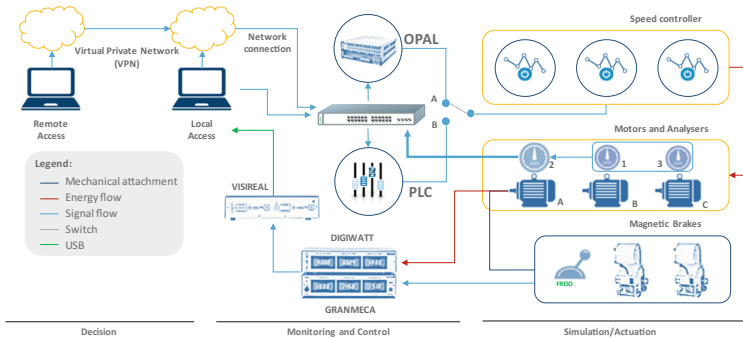 Speed controller
OPAL
Network
connection
Virtual Private Network
(VPN)
A
B
Remote
Access
Local
Access
Motors and Analysers
2
1
3
PLC
A
B
C
Legend:
Mechanical attachment
Energy flow
Signal flow
Switch
USB
VISIREAL
Magnetic Brakes
DIGIWATT
FREIO
GRANMECA
Decision
Monitoring and Control
Simulation/Actuation